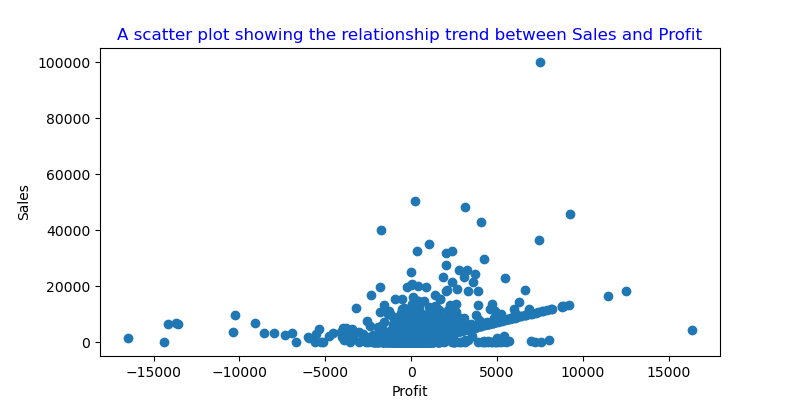 A scatter plot showing the relationship trend between Sales and Profit
100000
80000
60000
40000
20000
0
Sales
−15000 −10000 −5000 0 5000 10000 15000
Profit